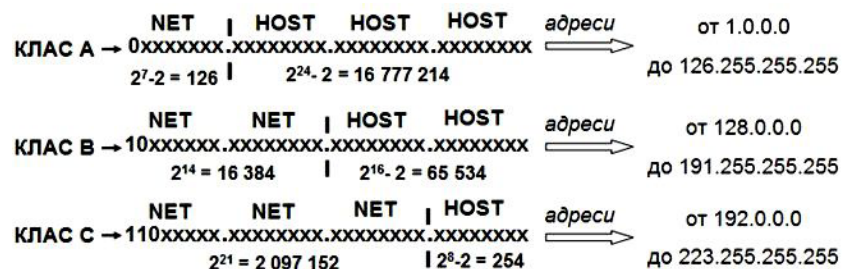 NET HOST HOST HOST адреси от 1.0.0.0
КЛАС A → 0xxxxxxx.xxxxxxxx.xxxxxxxx.xxxxxxxx
2⁷-2 = 126 2²⁴- 2 = 16 777 214 до 126.255.255.255
NET NET HOST HOST адреси от 128.0.0.0
КЛАС B → 10xxxxxx.xxxxxxxx.xxxxxxxx.xxxxxxxx
2¹⁴ = 16 384 2¹⁶- 2 = 65 534 до 191.255.255.255
NET NET NET HOST адреси от 192.0.0.0
КЛАС C → 110xxxxx.xxxxxxxx.xxxxxxxx.xxxxxxxx
2²¹ = 2 097 152 2⁸-2 = 254 до 223.255.255.255